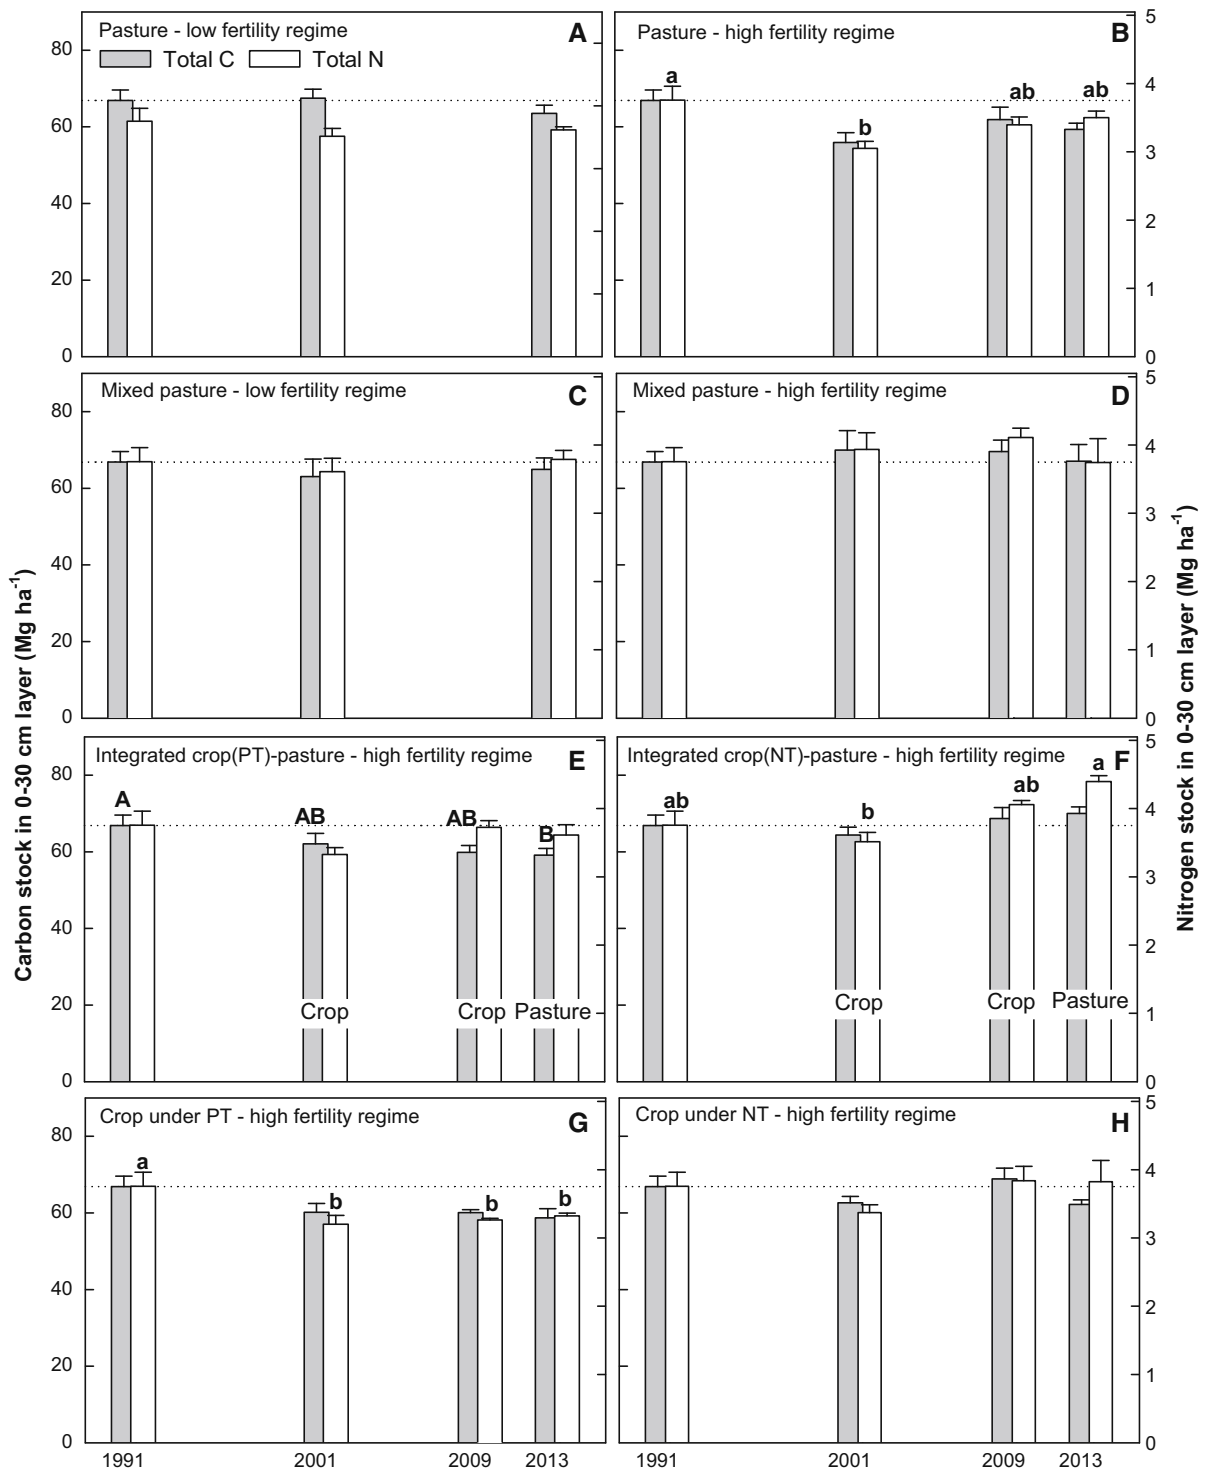 Pasture - low fertility regime A
Total C Total N
80
60
40
20
0
Pasture - high fertility regime B
a
b
ab
ab
5
4
3
2
1
0
Mixed pasture - low fertility regime C
80
60
40
20
0
Mixed pasture - high fertility regime D
5
4
3
2
1
0
Carbon stock in 0-30 cm layer (Mg ha⁻¹)
Nitrogen stock in 0-30 cm layer (Mg ha⁻¹)
Integrated crop(PT)-pasture - high fertility regime E
80
60
40
20
0
A
AB
AB
B
Crop
Crop
Pasture
Integrated crop(NT)-pasture - high fertility regime F
ab
b
ab
a
Crop
Crop
Pasture
5
4
3
2
1
0
Crop under PT - high fertility regime G
80
60
40
20
0
a
b
b
b
1991 2001 2009 2013
Crop under NT - high fertility regime H
5
4
3
2
1
0
1991 2001 2009 2013